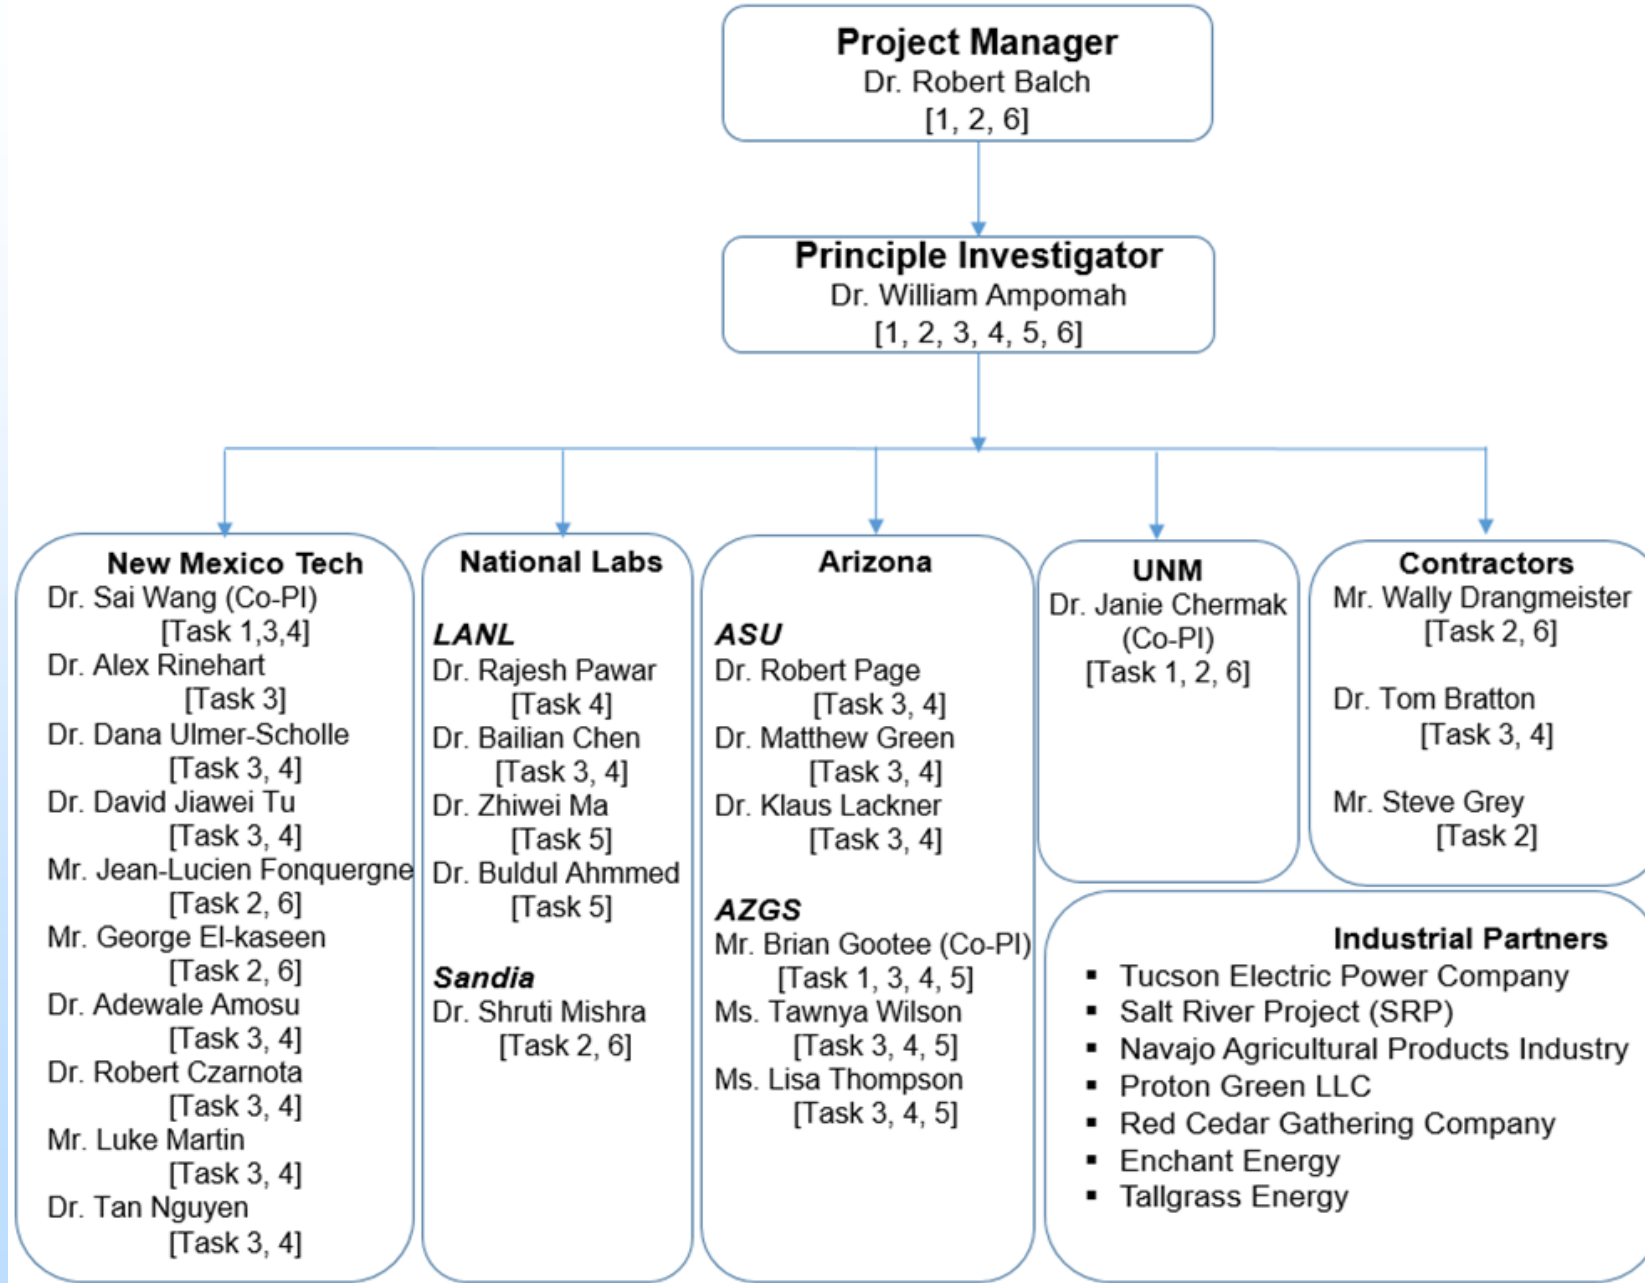 Project Manager
Dr. Robert Balch
[1, 2, 6]
Principle Investigator
Dr. William Ampomah
[1, 2, 3, 4, 5, 6]
New Mexico Tech
Dr. Sai Wang (Co-PI)
[Task 1,3,4]
Dr. Alex Rinehart
[Task 3]
Dr. Dana Ulmer-Scholle
[Task 3, 4]
Dr. David Jiawei Tu
[Task 3, 4]
Mr. Jean-Lucien Fonquergne
[Task 2, 6]
Mr. George El-kaseen
[Task 2, 6]
Dr. Adewale Amosu
[Task 3, 4]
Dr. Robert Czarnota
[Task 3, 4]
Mr. Luke Martin
[Task 3, 4]
Dr. Tan Nguyen
[Task 3, 4]
National Labs
LANL
Dr. Rajesh Pawar
[Task 4]
Dr. Bailian Chen
[Task 3, 4]
Dr. Zhiwei Ma
[Task 5]
Dr. Buldul Ahmmed
[Task 5]
Sandia
Dr. Shruti Mishra
[Task 2, 6]
Arizona
ASU
Dr. Robert Page
[Task 3, 4]
Dr. Matthew Green
[Task 3, 4]
Dr. Klaus Lackner
[Task 3, 4]
AZGS
Mr. Brian Gootee (Co-PI)
[Task 1, 3, 4, 5]
Ms. Tawnya Wilson
[Task 3, 4, 5]
Ms. Lisa Thompson
[Task 3, 4, 5]
UNM
Dr. Janie Chermak
(Co-PI)
[Task 1, 2, 6]
Contractors
Mr. Wally Drangmeister
[Task 2, 6]
Dr. Tom Bratton
[Task 3, 4]
Mr. Steve Grey
[Task 2]
Industrial Partners
▪ Tucson Electric Power Company
▪ Salt River Project (SRP)
▪ Navajo Agricultural Products Industry
▪ Proton Green LLC
▪ Red Cedar Gathering Company
▪ Enchant Energy
▪ Tallgrass Energy